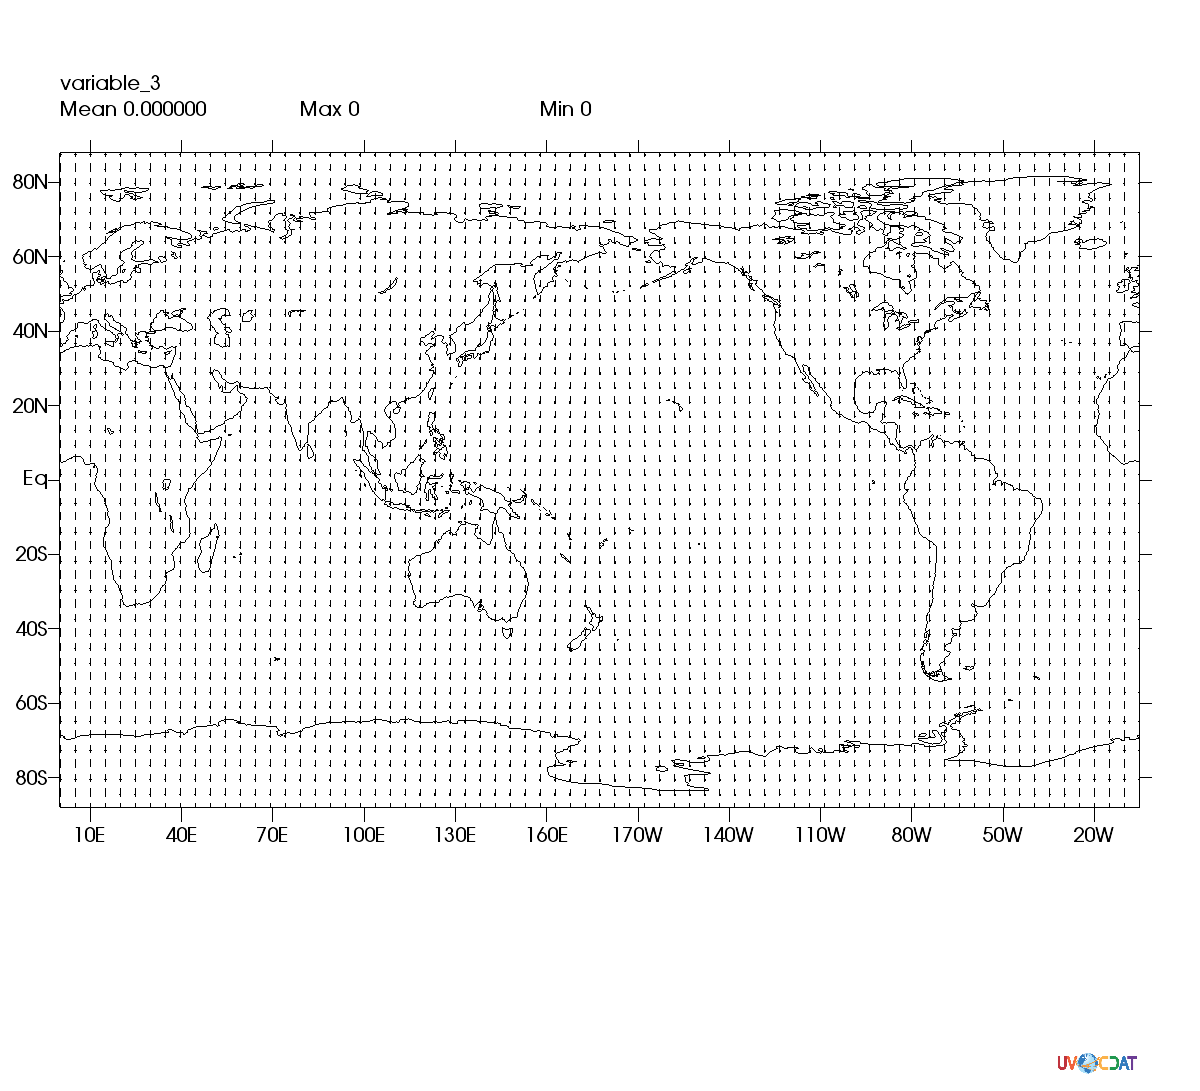 variable_3
Mean 0.000000 Max 0 Min 0
80N
60N
40N
20N
Eq
20S
40S
60S
80S
10E 40E 70E 100E 130E 160E 170W 140W 110W 80W 50W 20W
UV CDAT